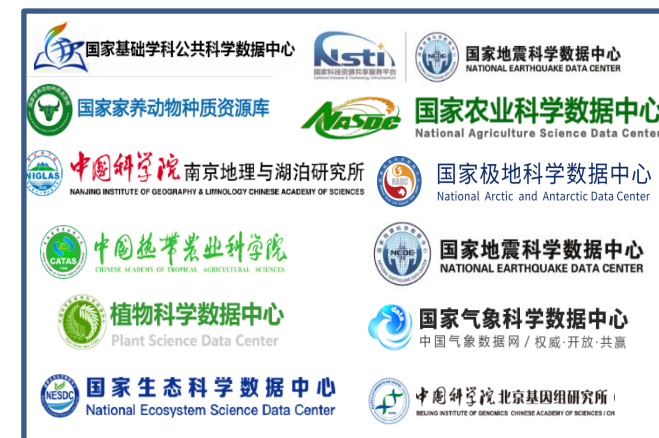 国家基础学科公共科学数据中心
Nsti
国家科技资源共享服务平台
National Science & Technology Infrastructure
NEDC
国家地震科学数据中心
NATIONAL EARTHQUAKE DATA CENTER
国家家养动物种质资源库
NASDC
国家农业科学数据中心
National Agriculture Science Data Center
NIGLAS
中国科学院南京地理与湖泊研究所
NANJING INSTITUTE OF GEOGRAPHY & LIMNOLOGY CHINESE ACADEMY OF SCIENCES
NADC
国家极地科学数据中心
National Arctic and Antarctic Data Center
CATAS
中国热带农业科学院
CHINESE ACADEMY OF TROPICAL AGRICULTURAL SCIENCES
NEDC
国家地震科学数据中心
NATIONAL EARTHQUAKE DATA CENTER
植物科学数据中心
Plant Science Data Center
国家气象科学数据中心
中国气象数据网 / 权威·开放·共赢
NESDC
国家生态科学数据中心
National Ecosystem Science Data Center
中国科学院北京基因组研究所（
BEIJING INSTITUTE OF GENOMICS CHINESE ACADEMY OF SCIENCES / CH